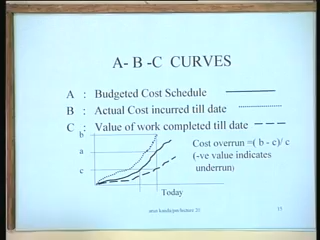 A- B -C CURVES
A : Budgeted Cost Schedule
B : Actual Cost incurred till date
C : Value of work completed till date
b
a
c
Cost overrun =( b - c)/ c
(-ve value indicates
underrun)
Today
15